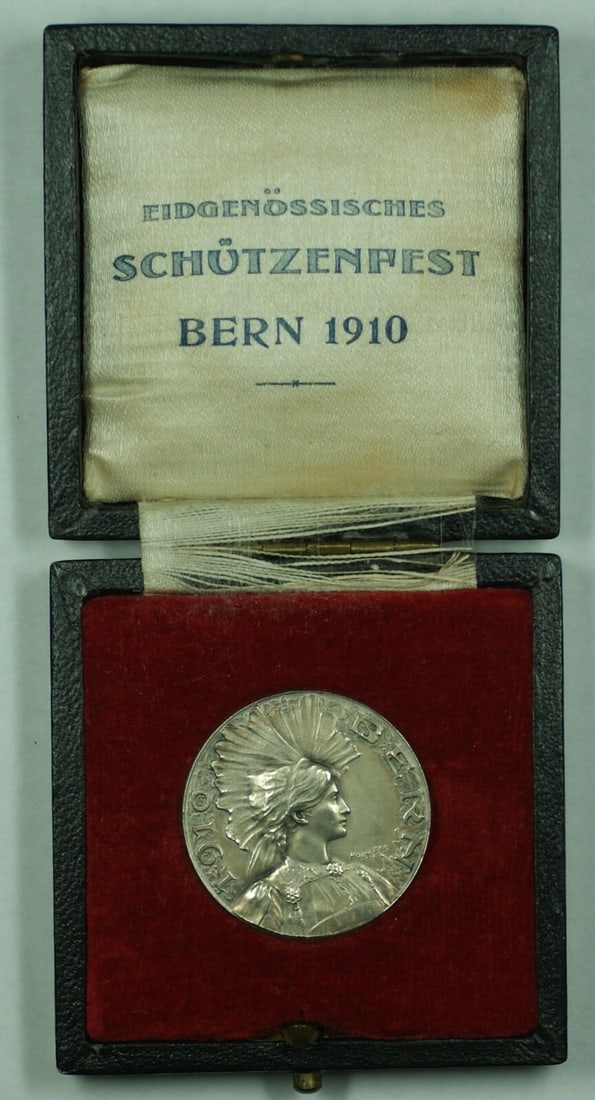 EIDGENÖSSISCHES
SCHÜTZENFEST
BERN 1910
1910
BERN